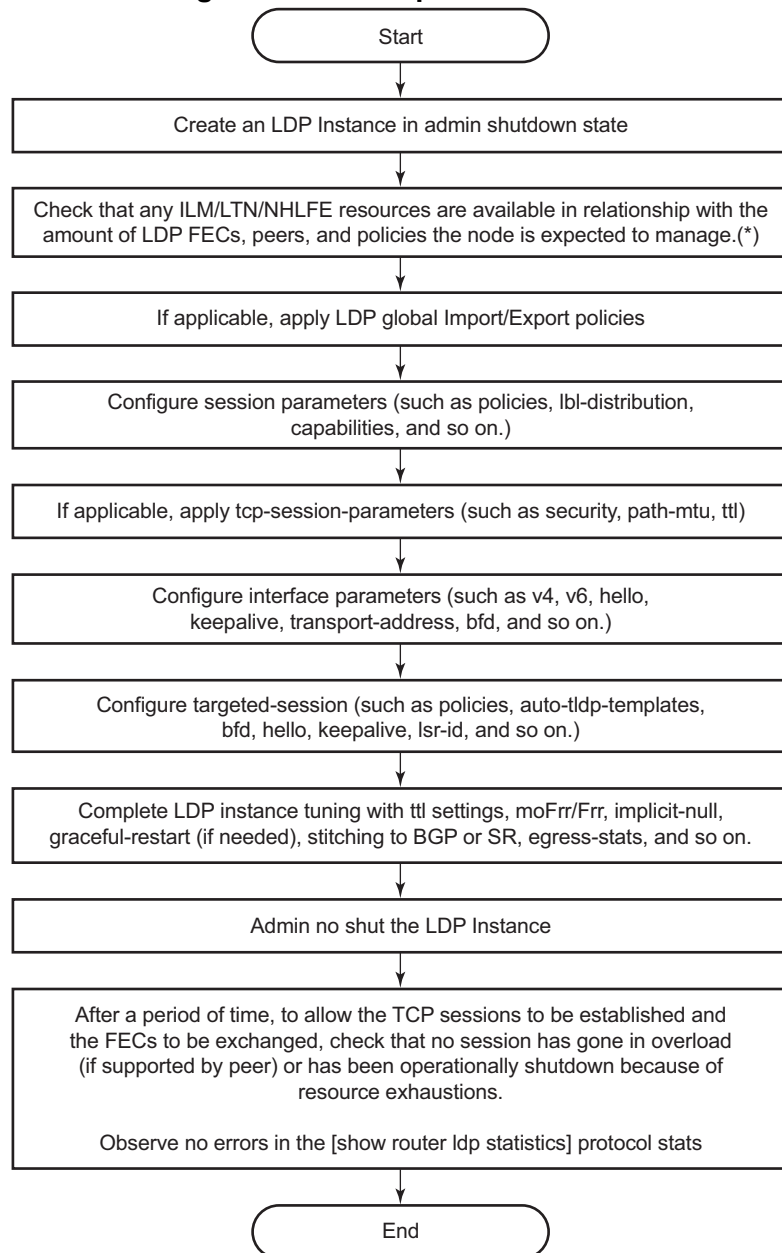 Start
Create an LDP Instance in admin shutdown state
Check that any ILM/LTN/NHLFE resources are available in relationship with the
amount of LDP FECs, peers, and policies the node is expected to manage.(*)
If applicable, apply LDP global Import/Export policies
Configure session parameters (such as policies, lbl-distribution,
capabilities, and so on.)
If applicable, apply tcp-session-parameters (such as security, path-mtu, ttl)
Configure interface parameters (such as v4, v6, hello,
keepalive, transport-address, bfd, and so on.)
Configure targeted-session (such as policies, auto-tldp-templates,
bfd, hello, keepalive, lsr-id, and so on.)
Complete LDP instance tuning with ttl settings, moFrr/Frr, implicit-null,
graceful-restart (if needed), stitching to BGP or SR, egress-stats, and so on.
Admin no shut the LDP Instance
After a period of time, to allow the TCP sessions to be established and
the FECs to be exchanged, check that no session has gone in overload
(if supported by peer) or has been operationally shutdown because of
resource exhaustions.
Observe no errors in the [show router ldp statistics] protocol stats
End